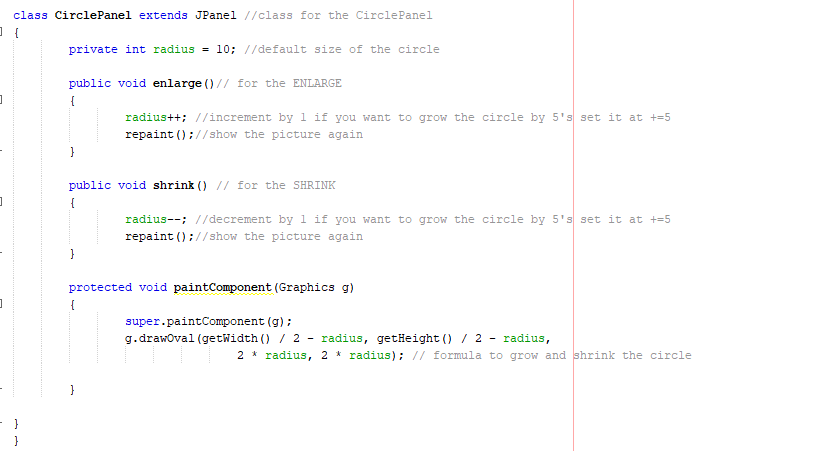 class CirclePanel extends JPanel //class for the CirclePanel
{
private int radius = 10; //default size of the circle
public void enlarge()// for the ENLARGE
{
radius++; //increment by 1 if you want to grow the circle by 5's set it at +=5
repaint();//show the picture again
}
public void shrink() // for the SHRINK
{
radius--; //decrement by 1 if you want to grow the circle by 5's set it at +=5
repaint();//show the picture again
}
protected void paintComponent(Graphics g)
{
super.paintComponent(g);
g.drawOval(getWidth() / 2 - radius, getHeight() / 2 - radius,
2 * radius, 2 * radius); // formula to grow and shrink the circle
}
}
}